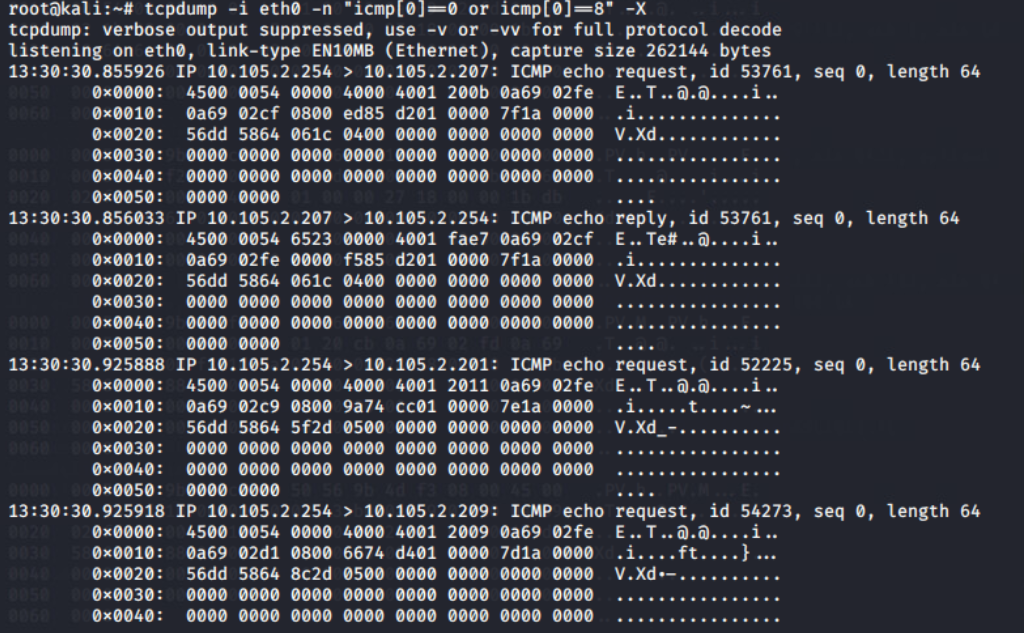 root@kali:~# tcpdump -i eth0 -n "icmp[0]==0 or icmp[0]==8" -X
tcpdump: verbose output suppressed, use -v or -vv for full protocol decode
listening on eth0, link-type EN10MB (Ethernet), capture size 262144 bytes
13:30:30.855926 IP 10.105.2.254 > 10.105.2.207: ICMP echo request, id 53761, seq 0, length 64
0x0000: 4500 0054 0000 4000 4001 200b 0a69 02fe E..T..@.@....i..
0x0010: 0a69 02cf 0800 ed85 d201 0000 7f1a 0000 .i..............
0x0020: 56dd 5864 061c 0400 0000 0000 0000 0000 V.Xd............
0x0030: 0000 0000 0000 0000 0000 0000 0000 0000 ................
0x0040: 0000 0000 0000 0000 0000 0000 0000 0000 ................
0x0050: 0000 0000 ....
13:30:30.856033 IP 10.105.2.207 > 10.105.2.254: ICMP echo reply, id 53761, seq 0, length 64
0x0000: 4500 0054 6523 0000 4001 fae7 0a69 02cf E..Te#..@....i..
0x0010: 0a69 02fe 0000 f585 d201 0000 7f1a 0000 .i..............
0x0020: 56dd 5864 061c 0400 0000 0000 0000 0000 V.Xd............
0x0030: 0000 0000 0000 0000 0000 0000 0000 0000 ................
0x0040: 0000 0000 0000 0000 0000 0000 0000 0000 ................
0x0050: 0000 0000 ....
13:30:30.925888 IP 10.105.2.254 > 10.105.2.201: ICMP echo request, id 52225, seq 0, length 64
0x0000: 4500 0054 0000 4000 4001 2011 0a69 02fe E..T..@.@....i..
0x0010: 0a69 02c9 0800 9a74 cc01 0000 7e1a 0000 .i.....t....~...
0x0020: 56dd 5864 5f2d 0500 0000 0000 0000 0000 V.Xd_-..........
0x0030: 0000 0000 0000 0000 0000 0000 0000 0000 ................
0x0040: 0000 0000 0000 0000 0000 0000 0000 0000 ................
0x0050: 0000 0000 ....
13:30:30.925918 IP 10.105.2.254 > 10.105.2.209: ICMP echo request, id 54273, seq 0, length 64
0x0000: 4500 0054 0000 4000 4001 2009 0a69 02fe E..T..@.@....i..
0x0010: 0a69 02d1 0800 6674 d401 0000 7d1a 0000 .i....ft....}...
0x0020: 56dd 5864 8c2d 0500 0000 0000 0000 0000 V.Xd.-..........
0x0030: 0000 0000 0000 0000 0000 0000 0000 0000 ................
0x0040: 0000 0000 0000 0000 0000 0000 0000 0000 ................